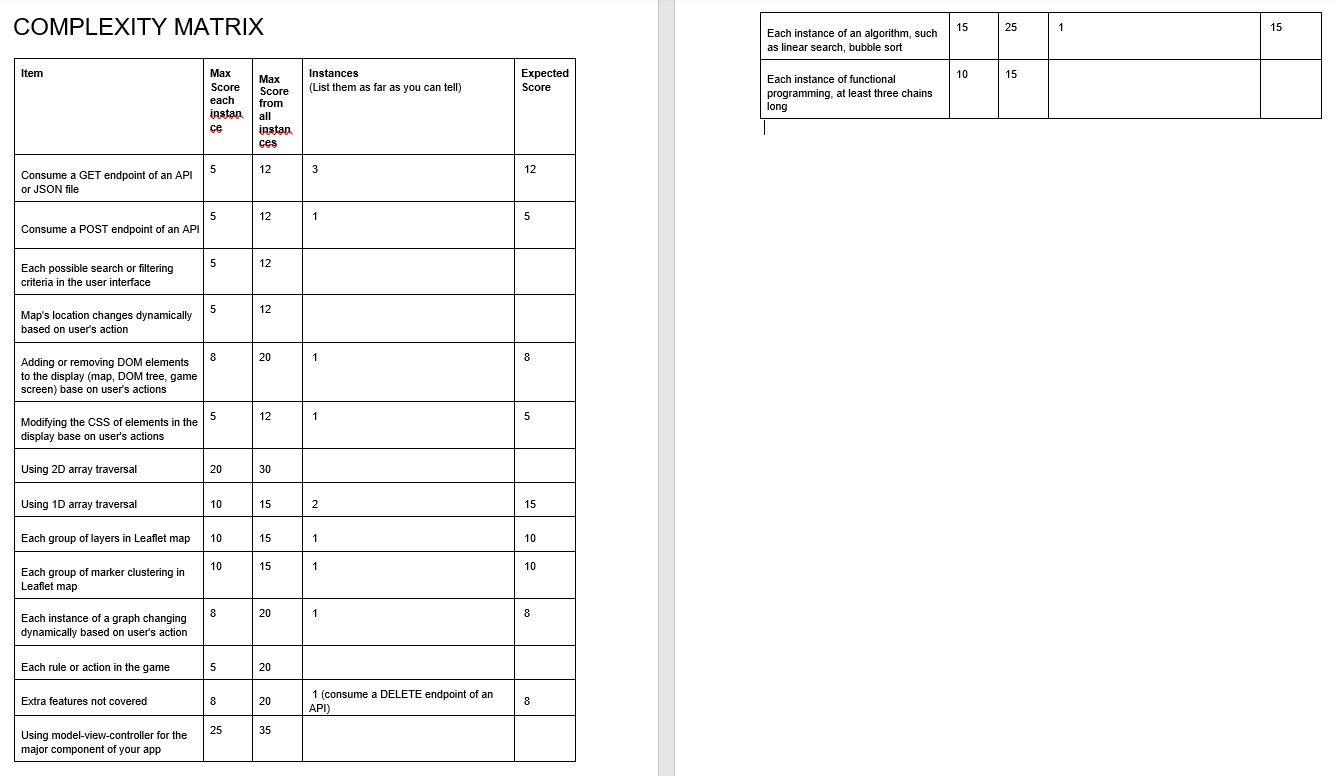 COMPLEXITY MATRIX
Item
Max
Score
each
instan
ce
Max
Score
from
all
instan
ces
Instances
(List them as far as you can tell)
Expected
Score
Consume a GET endpoint of an API
or JSON file
5
12
3
12
Consume a POST endpoint of an API
5
12
1
5
Each possible search or filtering
criteria in the user interface
5
12
Map's location changes dynamically
based on user's action
5
12
Adding or removing DOM elements
to the display (map, DOM tree, game
screen) base on user's actions
8
20
1
8
Modifying the CSS of elements in the
display base on user's actions
5
12
1
5
Using 2D array traversal
20
30
Using 1D array traversal
10
15
2
15
Each group of layers in Leaflet map
10
15
1
10
Each group of marker clustering in
Leaflet map
10
15
1
10
Each instance of a graph changing
dynamically based on user's action
8
20
1
8
Each rule or action in the game
5
20
Extra features not covered
8
20
1 (consume a DELETE endpoint of an
API)
8
Using model-view-controller for the
major component of your app
25
35
Each instance of an algorithm, such
as linear search, bubble sort
15
25
1
15
Each instance of functional
programming, at least three chains
long
10
15